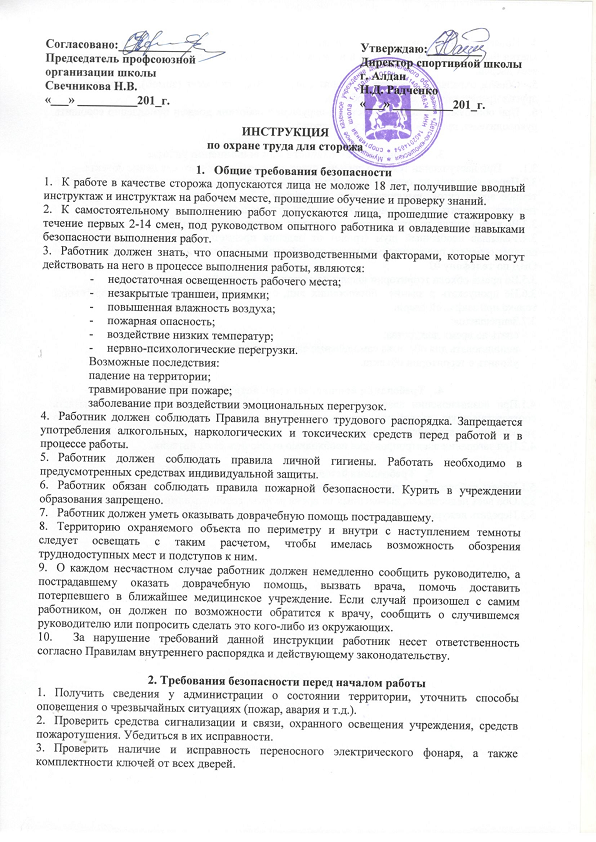 Согласовано:
Председатель профсоюзной
организации школы
Свечникова Н.В.
«___» __________201_г.
Утверждаю:
Директор спортивной школы
г. Алдан
Н.Д. Радченко
«___»___________201_г.
ИНСТРУКЦИЯ
по охране труда для сторожа
1. Общие требования безопасности
1. К работе в качестве сторожа допускаются лица не моложе 18 лет, получившие вводный
инструктаж и инструктаж на рабочем месте, прошедшие обучение и проверку знаний.
2. К самостоятельному выполнению работ допускаются лица, прошедшие стажировку в
течение первых 2-14 смен, под руководством опытного работника и овладевшие навыками
безопасности выполнения работ.
3. Работник должен знать, что опасными производственными факторами, которые могут
действовать на него в процессе выполнения работы, являются:
- недостаточная освещенность рабочего места;
- незакрытые траншеи, приямки;
- повышенная влажность воздуха;
- пожарная опасность;
- воздействие низких температур;
- нервно-психологические перегрузки.
Возможные последствия:
падение на территории;
травмирование при пожаре;
заболевание при воздействии эмоциональных перегрузок.
4. Работник должен соблюдать Правила внутреннего трудового распорядка. Запрещается
употребления алкогольных, наркологических и токсических средств перед работой и в
процессе работы.
5. Работник должен соблюдать правила личной гигиены. Работать необходимо в
предусмотренных средствах индивидуальной защиты.
6. Работник обязан соблюдать правила пожарной безопасности. Курить в учреждении
образования запрещено.
7. Работник должен уметь оказывать доврачебную помощь пострадавшему.
8. Территорию охраняемого объекта по периметру и внутри с наступлением темноты
следует освещать с таким расчетом, чтобы имелась возможность обозрения
труднодоступных мест и подступов к ним.
9. О каждом несчастном случае работник должен немедленно сообщить руководителю, а
пострадавшему оказать доврачебную помощь, вызвать врача, помочь доставить
потерпевшего в ближайшее медицинское учреждение. Если случай произошел с самим
работником, он должен по возможности обратится к врачу, сообщить о случившемся
руководителю или попросить сделать это кого-либо из окружающих.
10. За нарушение требований данной инструкции работник несет ответственность
согласно Правилам внутреннего распорядка и действующему законодательству.
2. Требования безопасности перед началом работы
1. Получить сведения у администрации о состоянии территории, уточнить способы
оповещения о чрезвычайных ситуациях (пожар, авария и т.д.).
2. Проверить средства сигнализации и связи, охранного освещения учреждения, средств
пожаротушения. Убедиться в их исправности.
3. Проверить наличие и исправность переносного электрического фонаря, а также
комплектности ключей от всех дверей.